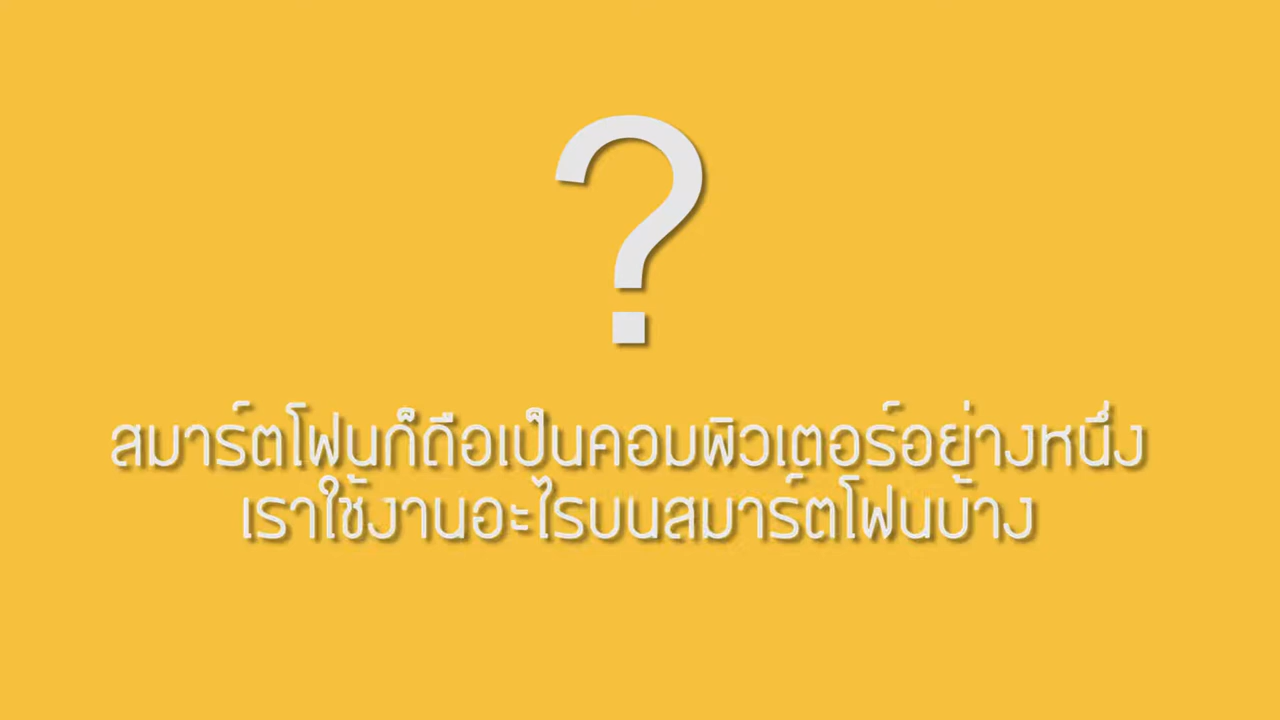 ?
สมาร์ตโฟนก็ถือเป็นคอมพิวเตอร์อย่างหนึ่ง
เราใช้งานอะไรบนสมาร์ตโฟนบ้าง